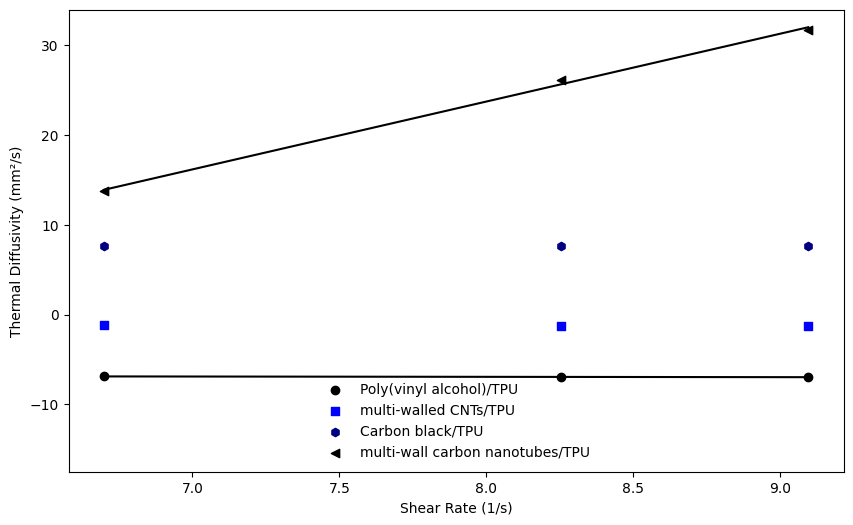 30
20
10
0
−10
Thermal Diffusivity (mm²/s)
Poly(vinyl alcohol)/TPU
multi-walled CNTs/TPU
Carbon black/TPU
multi-wall carbon nanotubes/TPU
7.0 7.5 8.0 8.5 9.0
Shear Rate (1/s)